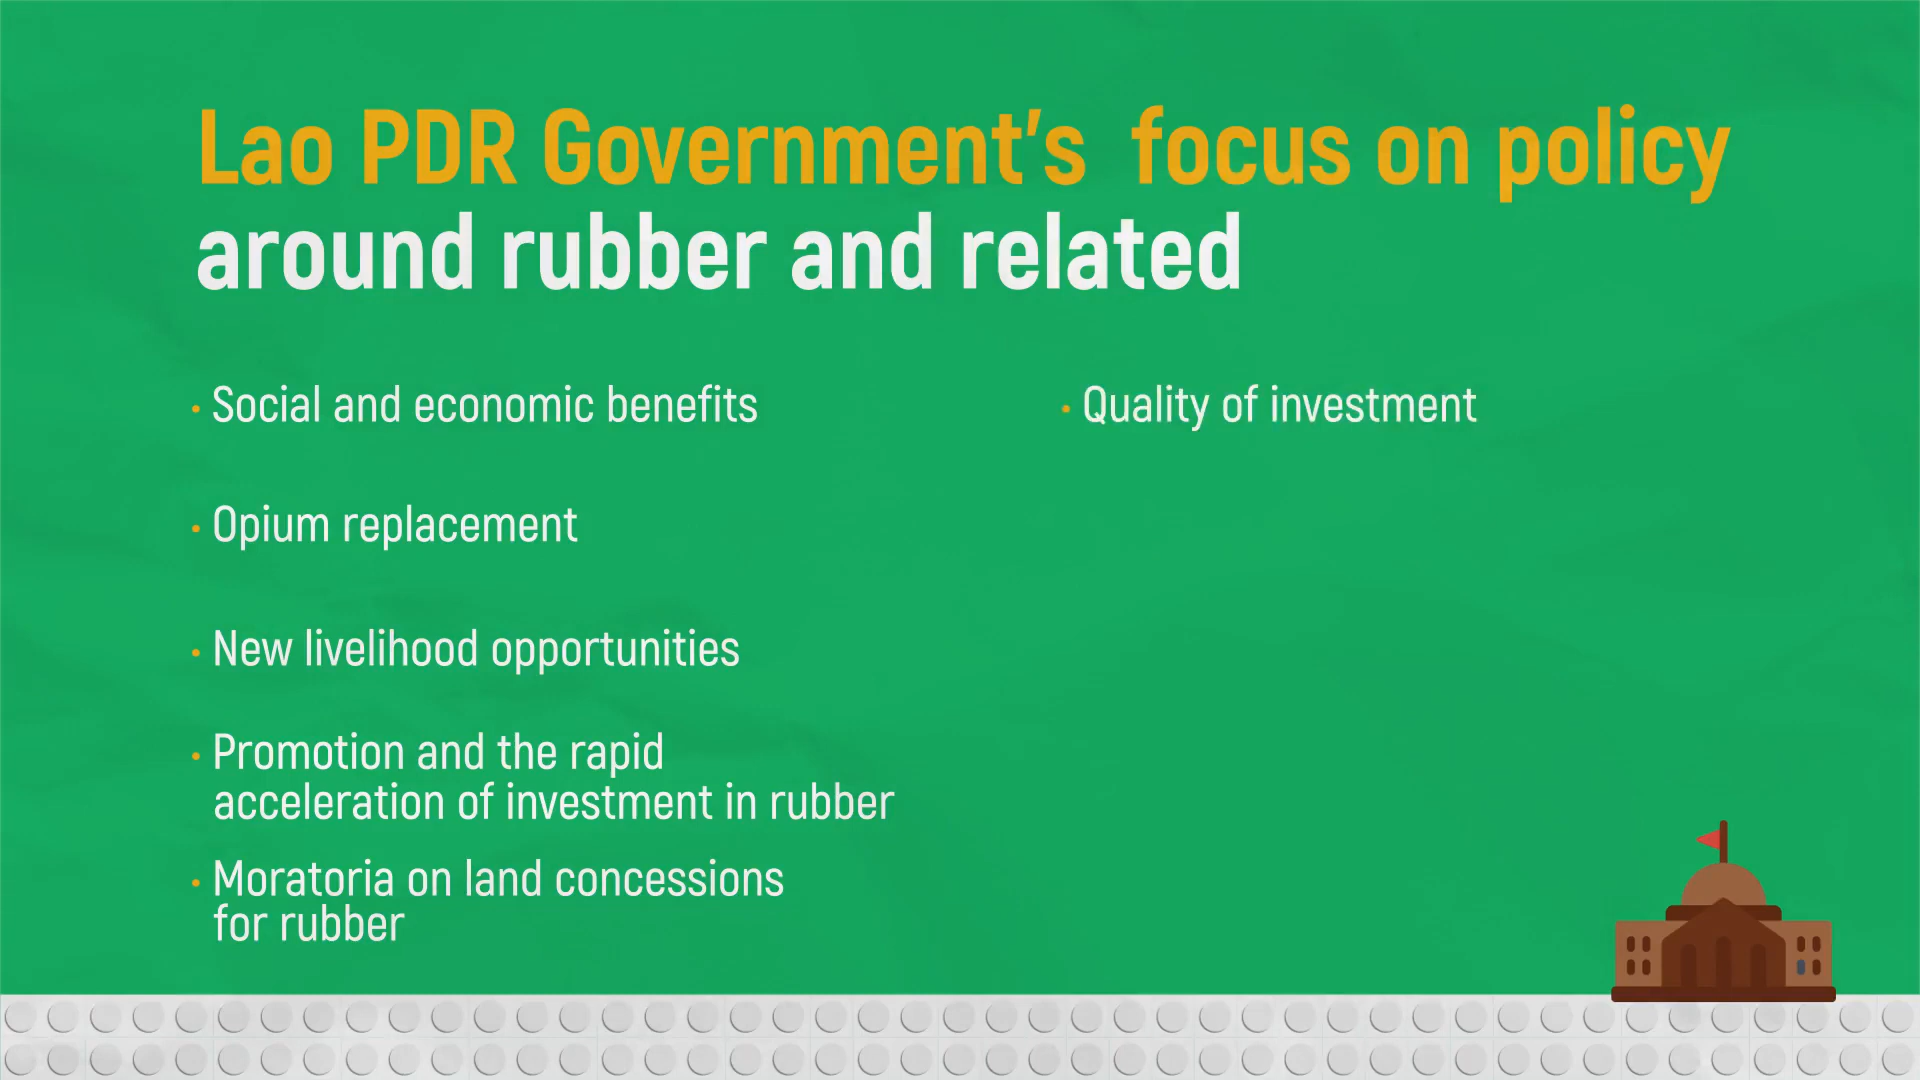 Lao PDR Government’s  focus on policy
around rubber and related
• Social and economic benefits
• Opium replacement
• New livelihood opportunities
• Promotion and the rapid
acceleration of investment in rubber
• Moratoria on land concessions
for rubber
• Quality of investment